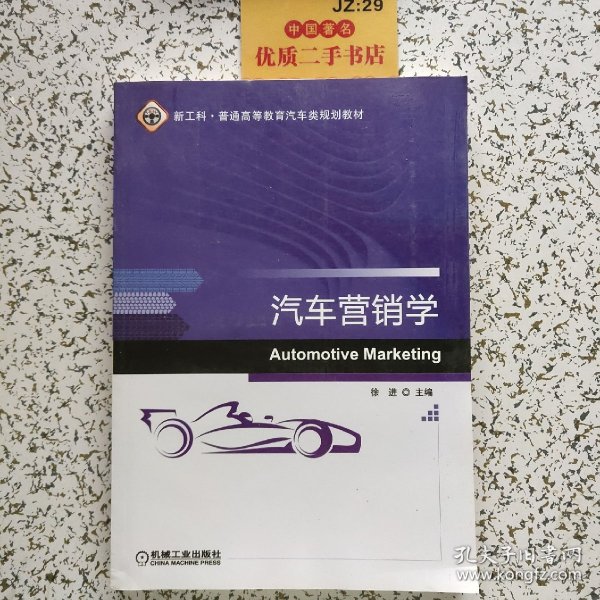 JZ:29
中国著名
优质二手书店
新工科·普通高等教育汽车类规划教材
汽车营销学
Automotive Marketing
徐 进 ◎ 主编
机械工业出版社
CHINA MACHINE PRESS
孔夫子旧书网
www.kongfz.com